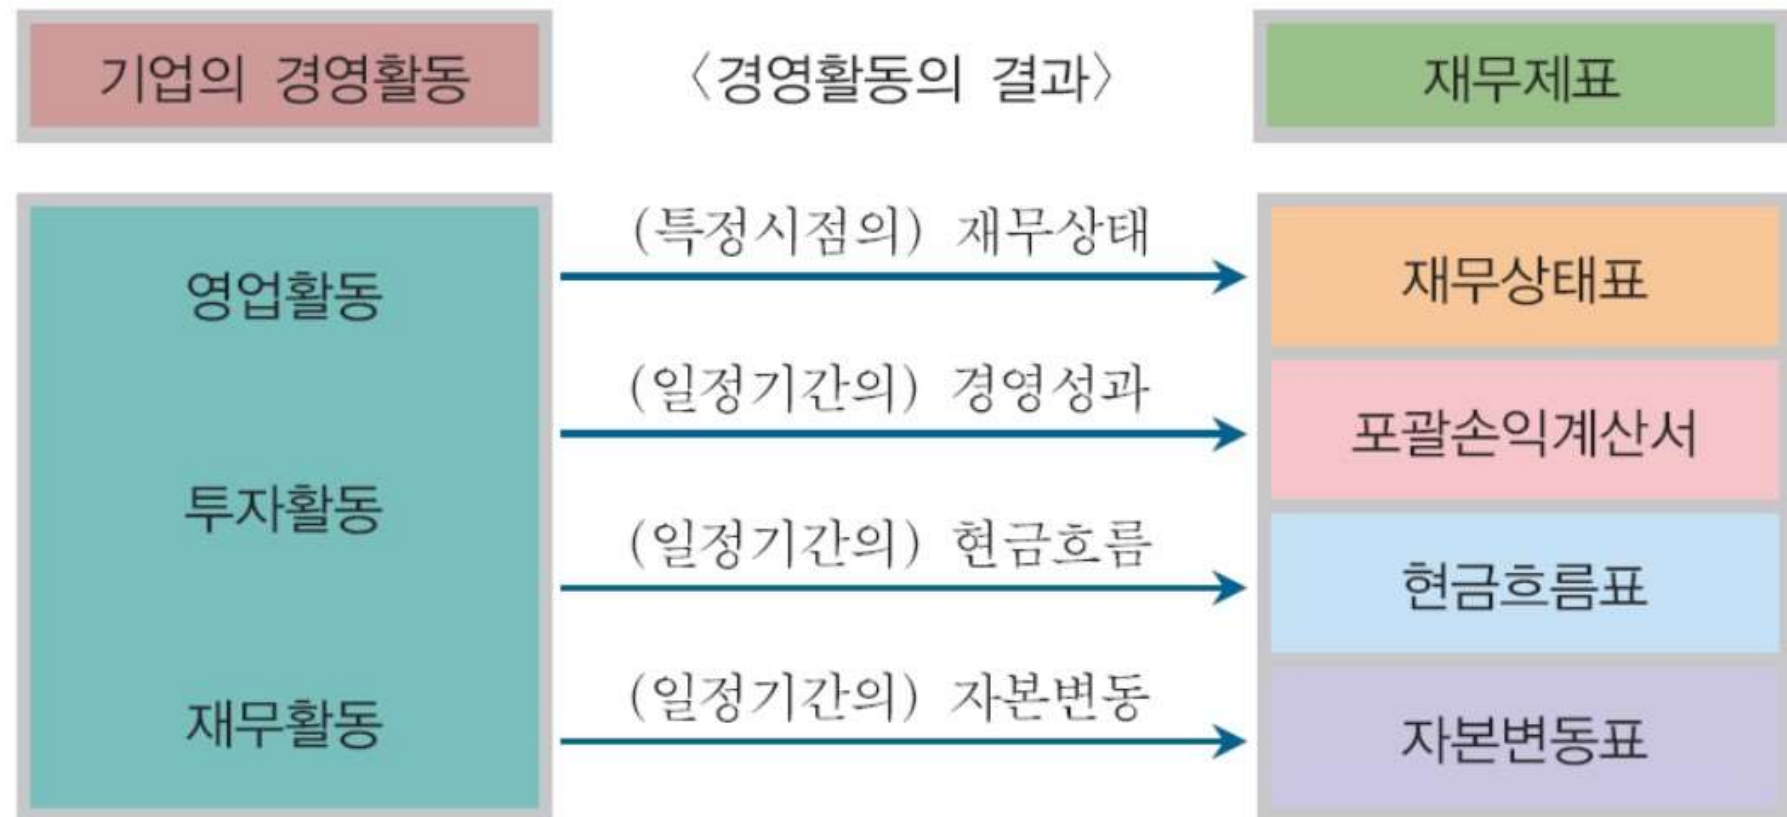 기업의 경영활동
〈경영활동의 결과〉
재무제표
영업활동
투자활동
재무활동
(특정시점의) 재무상태
(일정기간의) 경영성과
(일정기간의) 현금흐름
(일정기간의) 자본변동
재무상태표
포괄손익계산서
현금흐름표
자본변동표